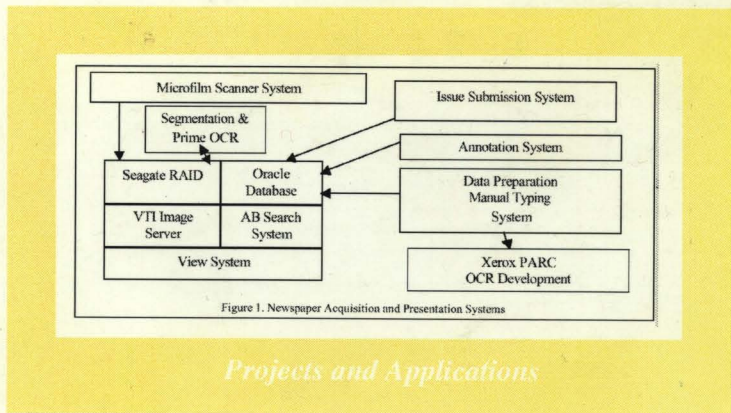 Microfilm Scanner System
Segmentation &
Prime OCR
Issue Submission System
Annotation System
Seagate RAID
Oracle
Database
Data Preparation
Manual Typing
System
VTI Image
Server
AB Search
System
View System
Xerox PARC
OCR Development
Figure 1. Newspaper Acquisition and Presentation Systems
Projects and Applications